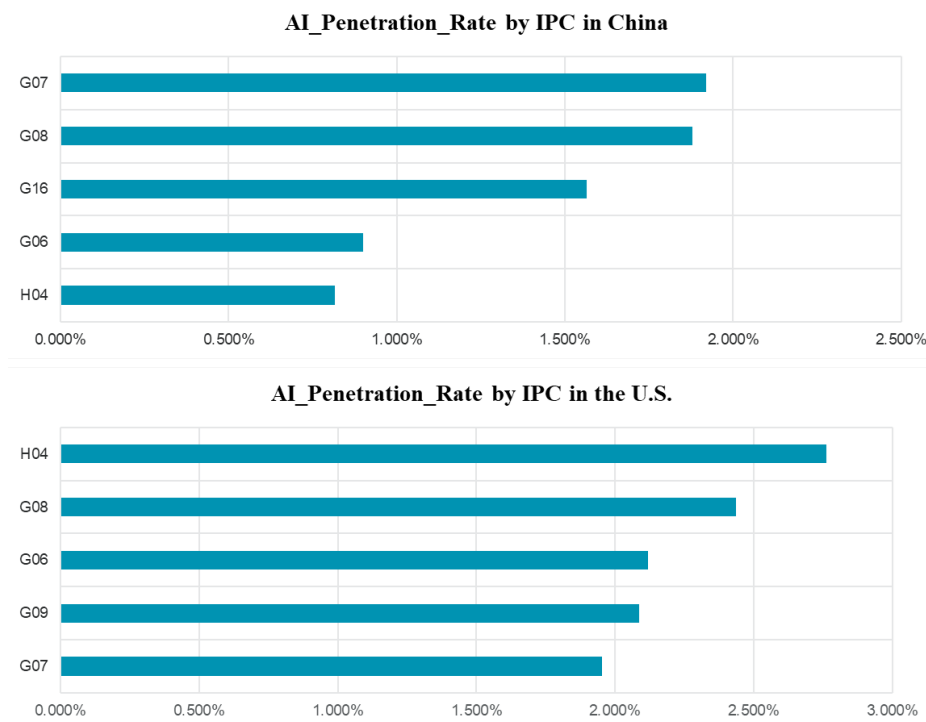 AI_Penetration_Rate by IPC in China
G07
G08
G16
G06
H04
0.000% 0.500% 1.000% 1.500% 2.000% 2.500%
AI_Penetration_Rate by IPC in the U.S.
H04
G08
G06
G09
G07
0.000% 0.500% 1.000% 1.500% 2.000% 2.500% 3.000%